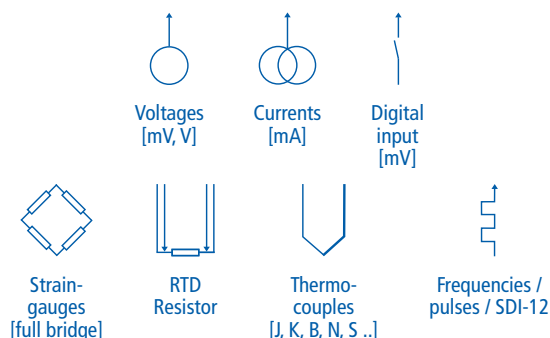 Voltages
[mV, V]
Currents
[mA]
Digital
input
[mV]
Strain-
gauges
[full bridge]
RTD
Resistor
Thermo-
couples
[J, K, B, N, S ..]
Frequencies /
pulses / SDI-12